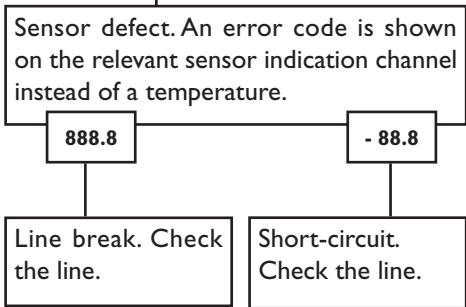 Sensor defect. An error code is shown
on the relevant sensor indication channel
instead of a temperature.
888.8
- 88.8
Line break. Check
the line.
Short-circuit.
Check the line.